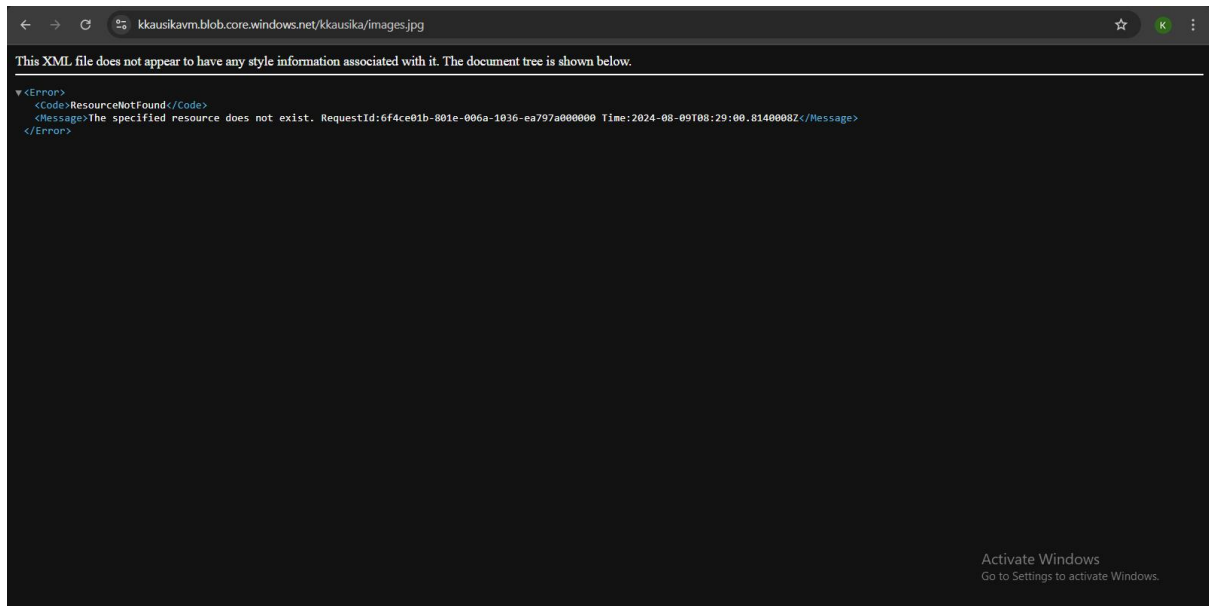 kkausikavm.blob.core.windows.net/kkausika/images.jpg
K
This XML file does not appear to have any style information associated with it. The document tree is shown below.
▼<Error>
<Code>ResourceNotFound</Code>
<Message>The specified resource does not exist. RequestId:6f4ce01b-801e-006a-1036-ea797a000000 Time:2024-08-09T08:29:00.8140008Z</Message>
</Error>
Activate Windows
Go to Settings to activate Windows.